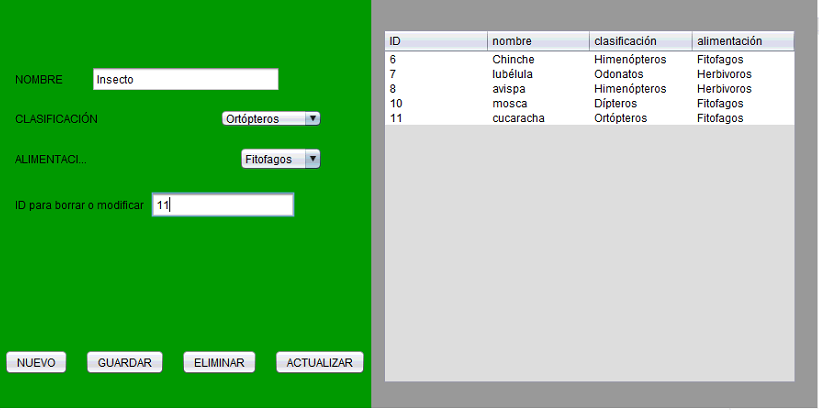 NOMBRE Insecto
CLASIFICACIÓN Ortópteros
ALIMENTACI... Fitofagos
ID para borrar o modificar 11
NUEVO GUARDAR ELIMINAR ACTUALIZAR
ID nombre clasificación alimentación
6 Chinche Himenópteros Fitofagos
7 lubélula Odonatos Herbivoros
8 avispa Himenópteros Herbivoros
10 mosca Dípteros Fitofagos
11 cucaracha Ortópteros Fitofagos